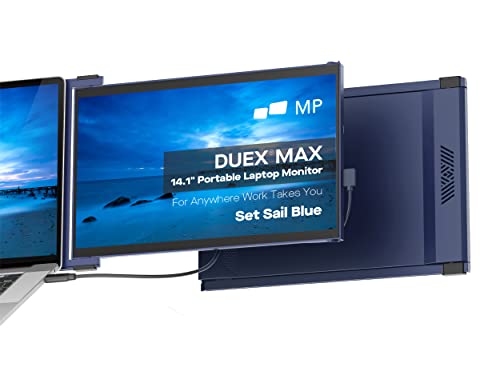 MP
DUEX® MAX
14.1" Portable Laptop Monitor
For Anywhere Work Takes You
Set Sail Blue